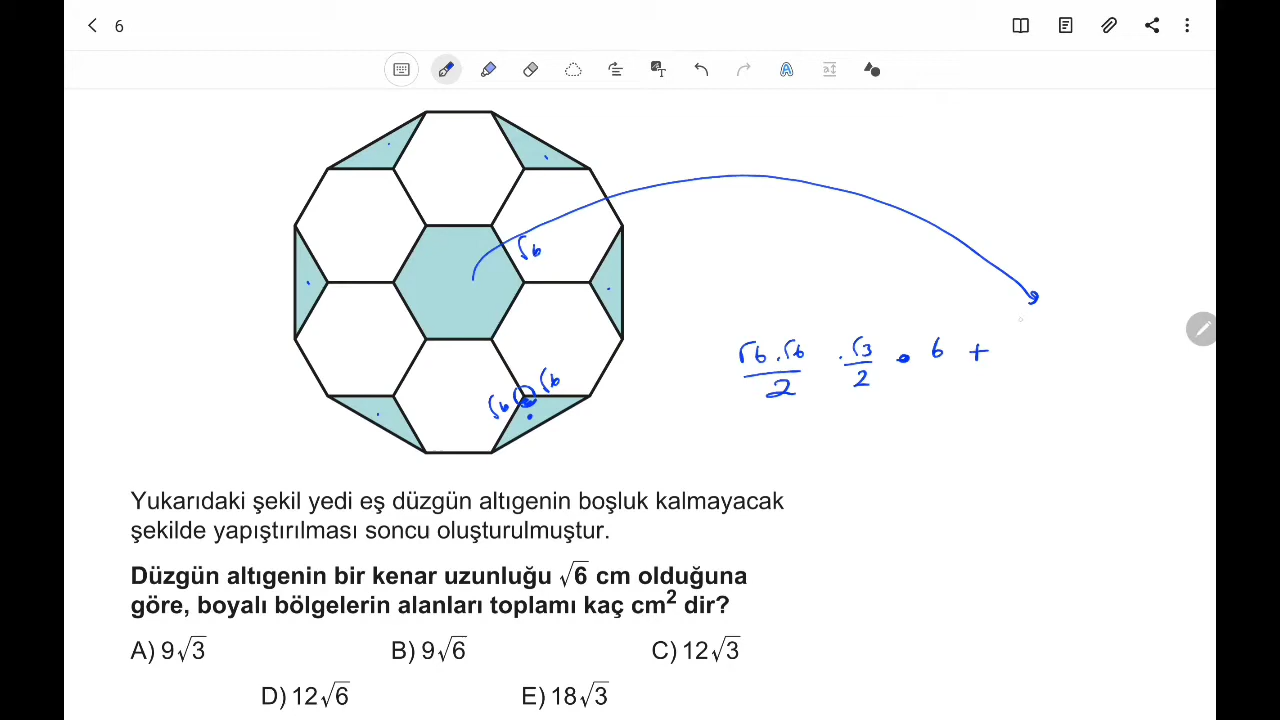 6
√6
√6 √6
√6 . √6 / 2 . √3 / 2 . 6 +
Yukarıdaki şekil yedi eş düzgün altıgenin boşluk kalmayacak
şekilde yapıştırılması soncu oluşturulmuştur.
Düzgün altıgenin bir kenar uzunluğu √6 cm olduğuna
göre, boyalı bölgelerin alanları toplamı kaç cm² dir?
A) 9√3 B) 9√6 C) 12√3
D) 12√6 E) 18√3